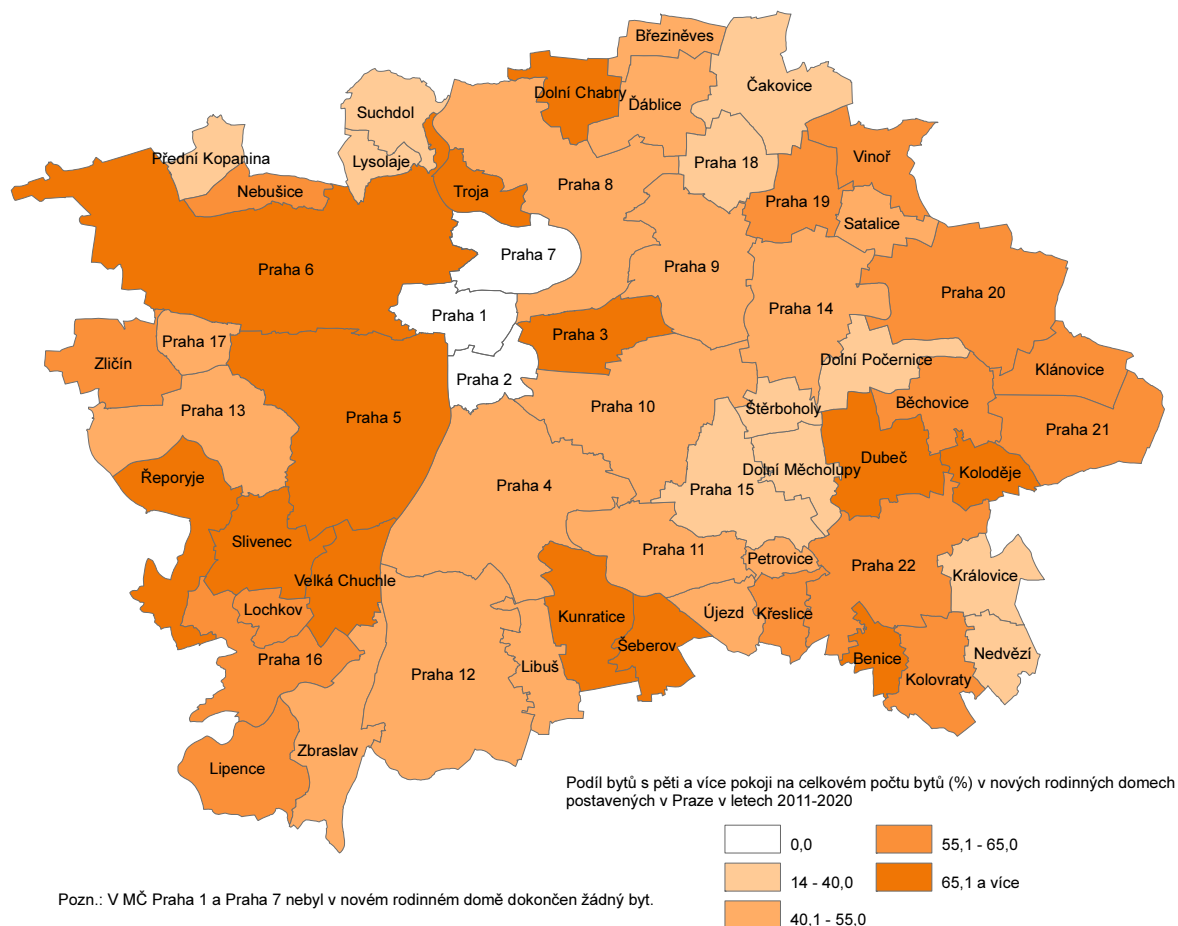 Březiněves
Dolní Chabry
Čakovice
Ďáblice
Suchdol
Přední Kopanina
Lysolaje
Praha 18
Vinoř
Nebušice
Troja
Praha 8
Praha 19
Satalice
Praha 7
Praha 6
Praha 9
Praha 20
Praha 1
Praha 3
Praha 14
Praha 17
Zličín
Dolní Počernice
Klánovice
Praha 2
Praha 13
Praha 5
Praha 10
Štěrboholy
Běchovice
Praha 21
Řeporyje
Dolní Měcholupy
Dubeč
Koloděje
Praha 4
Praha 15
Slivenec
Praha 11
Petrovice
Praha 22
Královice
Velká Chuchle
Lochkov
Kunratice
Újezd
Křeslice
Šeberov
Praha 16
Benice
Nedvězí
Praha 12
Libuš
Kolovraty
Zbraslav
Lipence
Podíl bytů s pěti a více pokoji na celkovém počtu bytů (%) v nových rodinných domech
postavených v Praze v letech 2011-2020
0,0
14 - 40,0
40,1 - 55,0
55,1 - 65,0
65,1 a více
Pozn.: V MČ Praha 1 a Praha 7 nebyl v novém rodinném domě dokončen žádný byt.